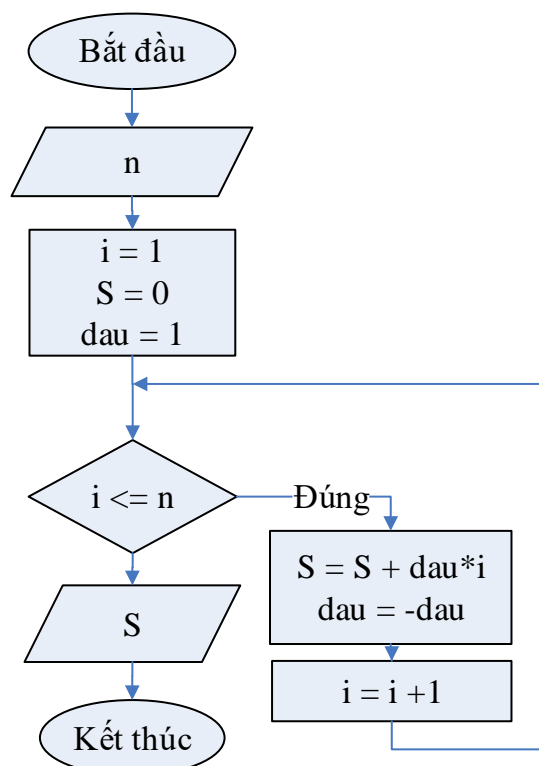 Bắt đầu
n
i = 1
S = 0
dau = 1
i <= n
Đúng
S = S + dau*i
dau = -dau
i = i +1
S
Kết thúc